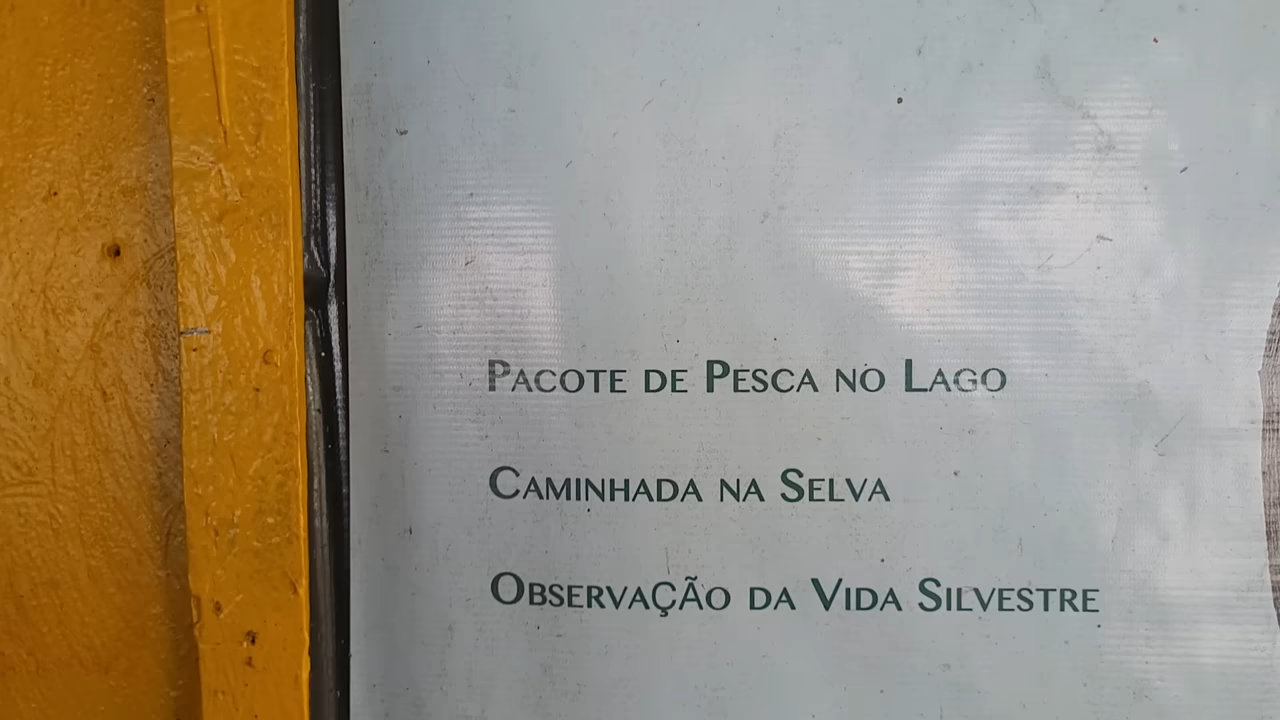 Pacote de Pesca no Lago
Caminhada na Selva
Observação da Vida Silvestre